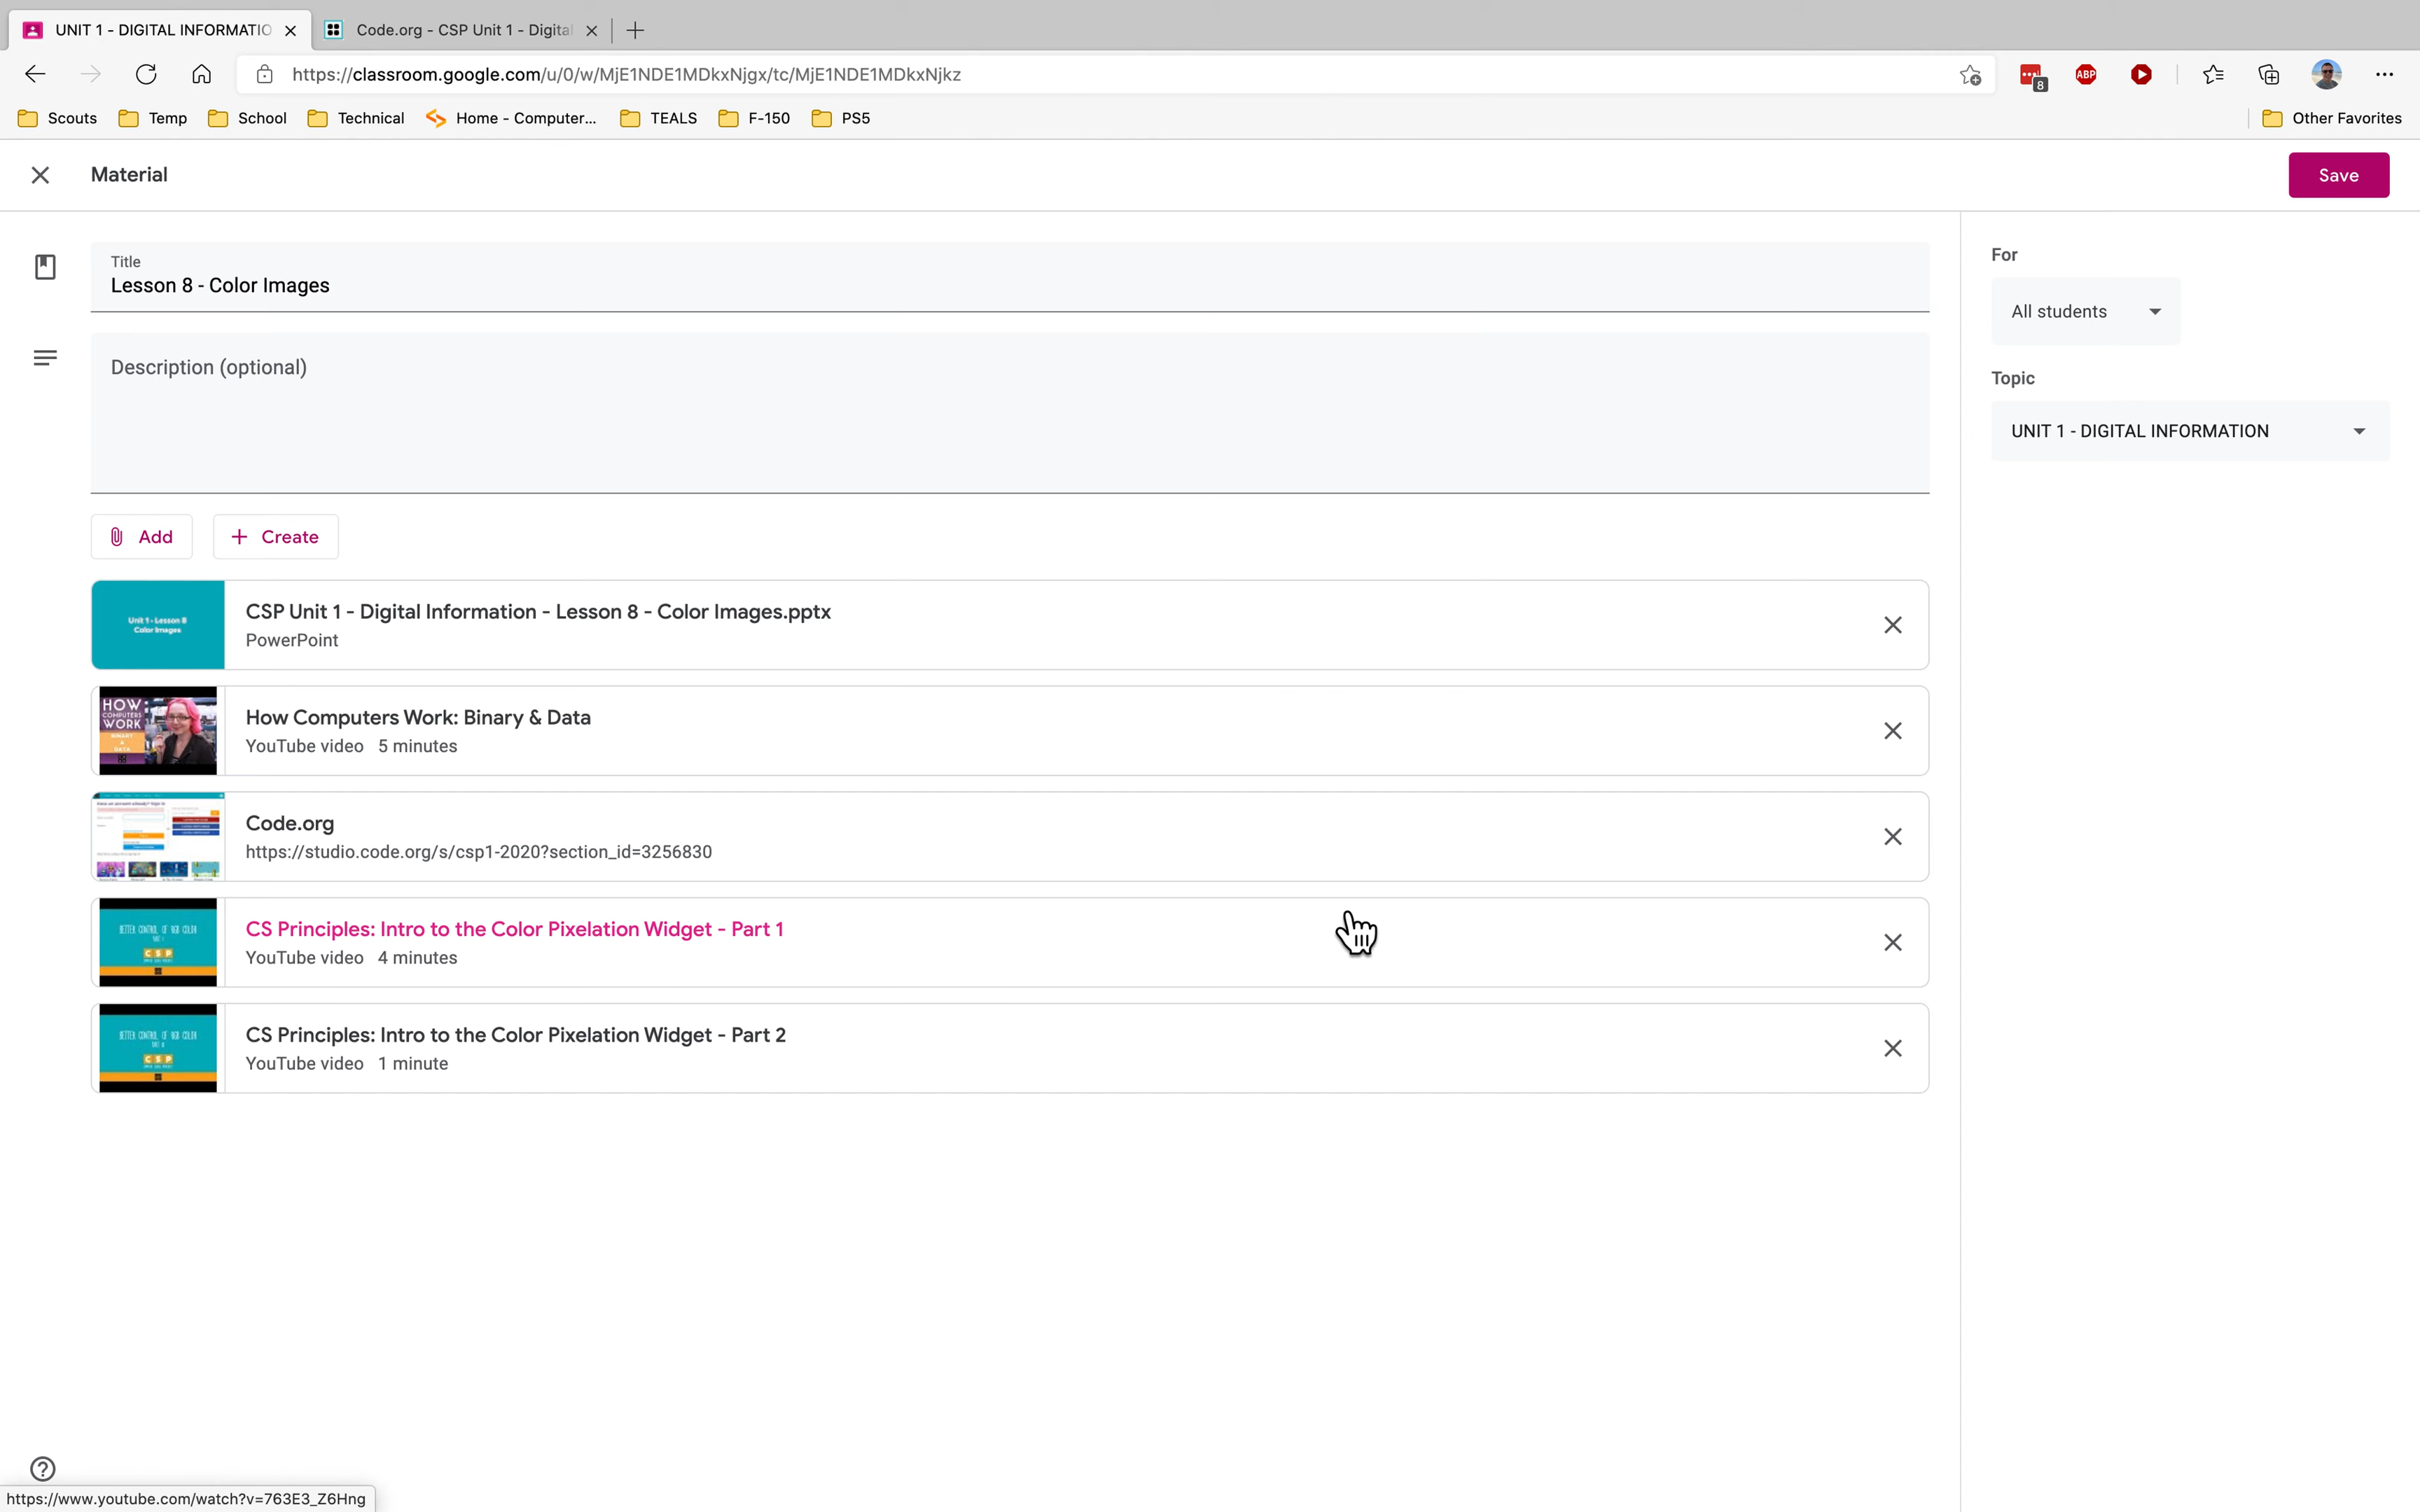 UNIT 1 - DIGITAL INFORMATIO
Code.org - CSP Unit 1 - Digital
https://classroom.google.com/u/0/w/MjE1NDE1MDkxNjgx/tc/MjE1NDE1MDkxNjkz
8
ABP
Scouts
Temp
School
Technical
Home - Computer...
TEALS
F-150
PS5
Other Favorites
Material
Save
Title
Lesson 8 - Color Images
For
All students
Description (optional)
Topic
UNIT 1 - DIGITAL INFORMATION
Add
Create
Unit 1 - Lesson 8
Color Images
CSP Unit 1 - Digital Information - Lesson 8 - Color Images.pptx
PowerPoint
HOW
COMPUTERS
WORK
BINARY
&
DATA
How Computers Work: Binary & Data
YouTube video 5 minutes
Code.org
https://studio.code.org/s/csp1-2020?section_id=3256830
BETTER CONTROL OF RGB COLOR
CSP
CS Principles: Intro to the Color Pixelation Widget - Part 1
YouTube video 4 minutes
BETTER CONTROL OF RGB COLOR
CSP
CS Principles: Intro to the Color Pixelation Widget - Part 2
YouTube video 1 minute
https://www.youtube.com/watch?v=763E3_Z6Hng